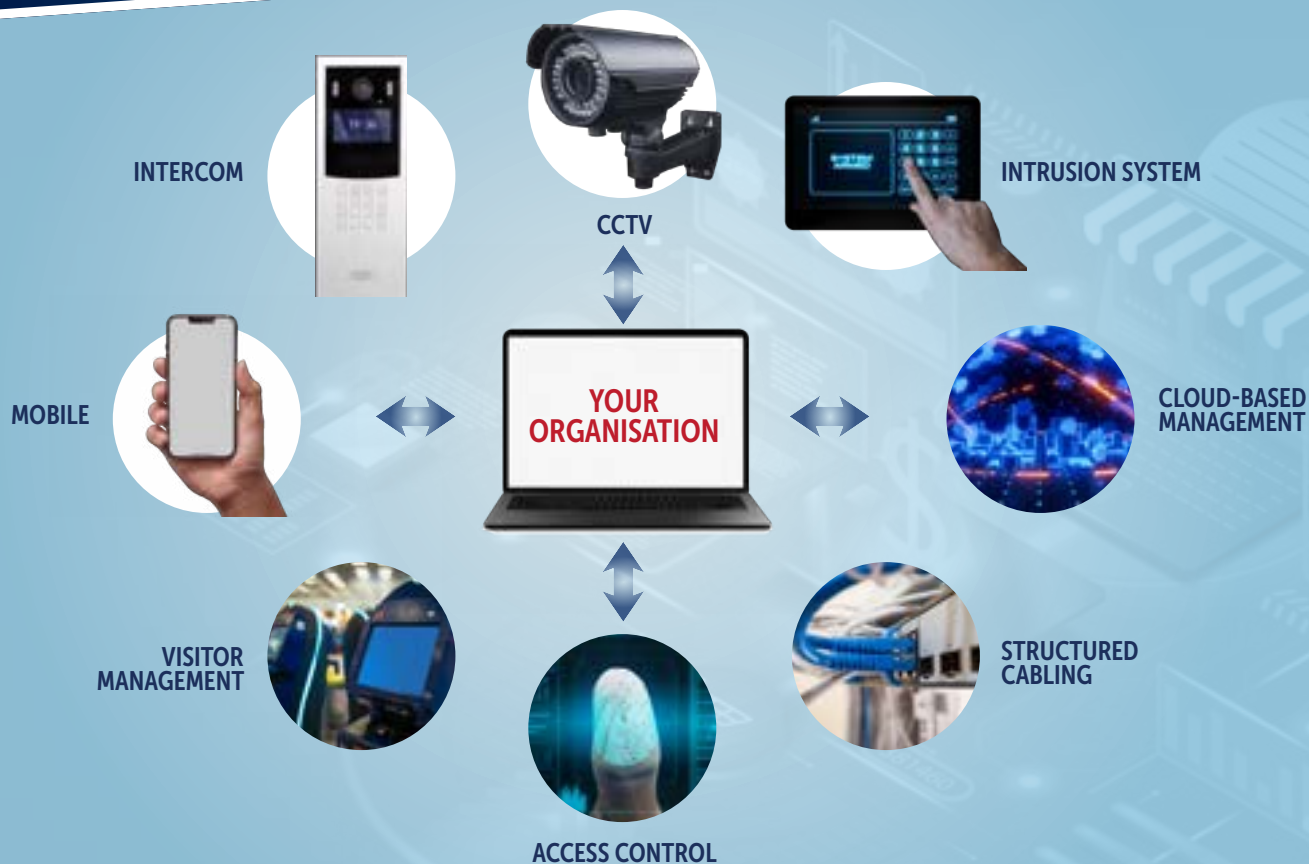 CCTV
INTERCOM
INTRUSION SYSTEM
MOBILE
YOUR
ORGANISATION
CLOUD-BASED
MANAGEMENT
VISITOR
MANAGEMENT
STRUCTURED
CABLING
ACCESS CONTROL